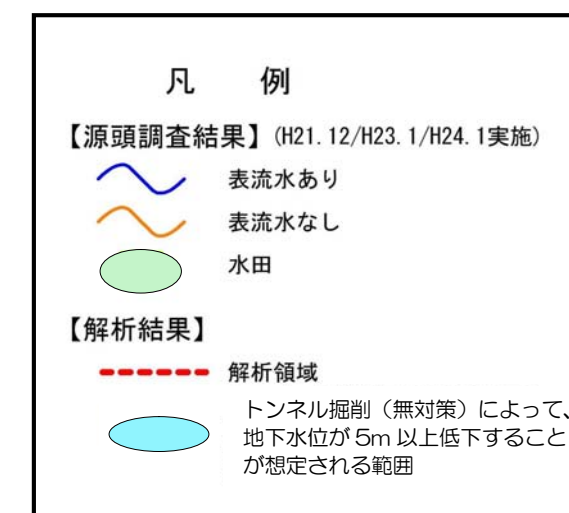 凡　例
【源頭調査結果】(H21.12/H23.1/H24.1実施)
表流水あり
表流水なし
水田
【解析結果】
解析領域
トンネル掘削（無対策）によって、
地下水位が5m 以上低下すること
が想定される範囲